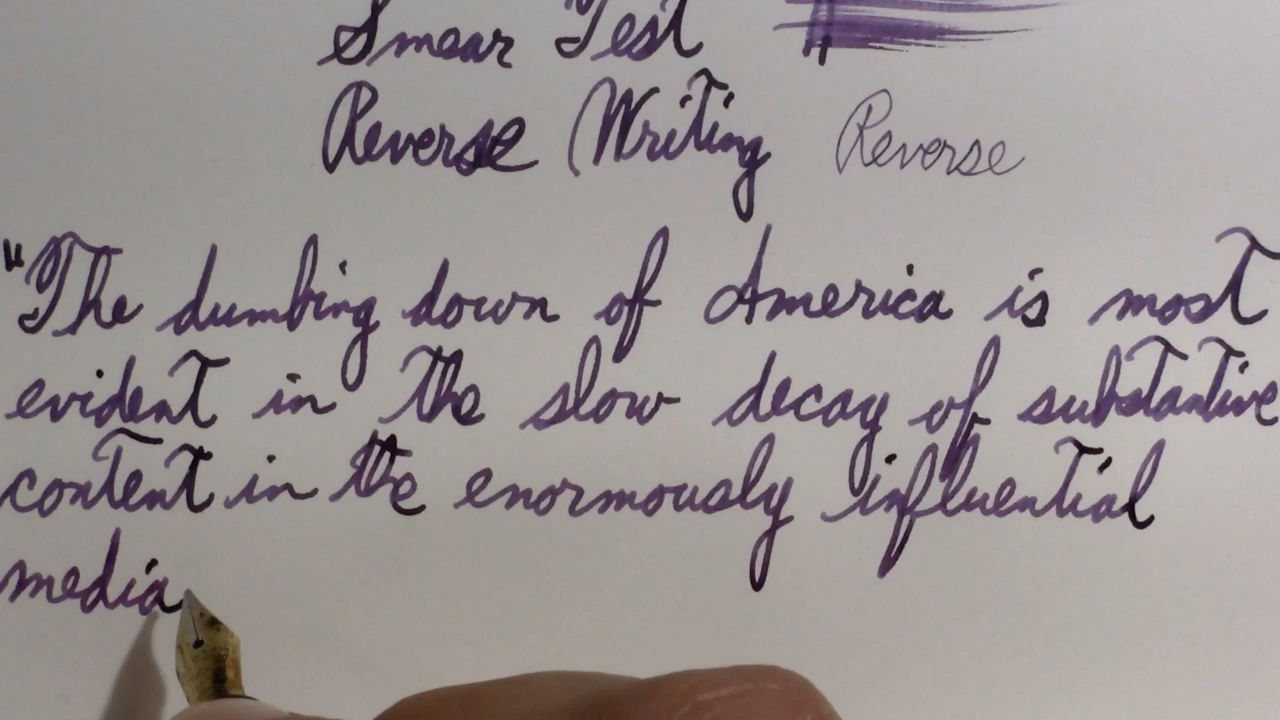 Smear Test
Reverse Writing Reverse
"The dumbing down of America is most
evident in the slow decay of substantive
content in the enormously influential
media